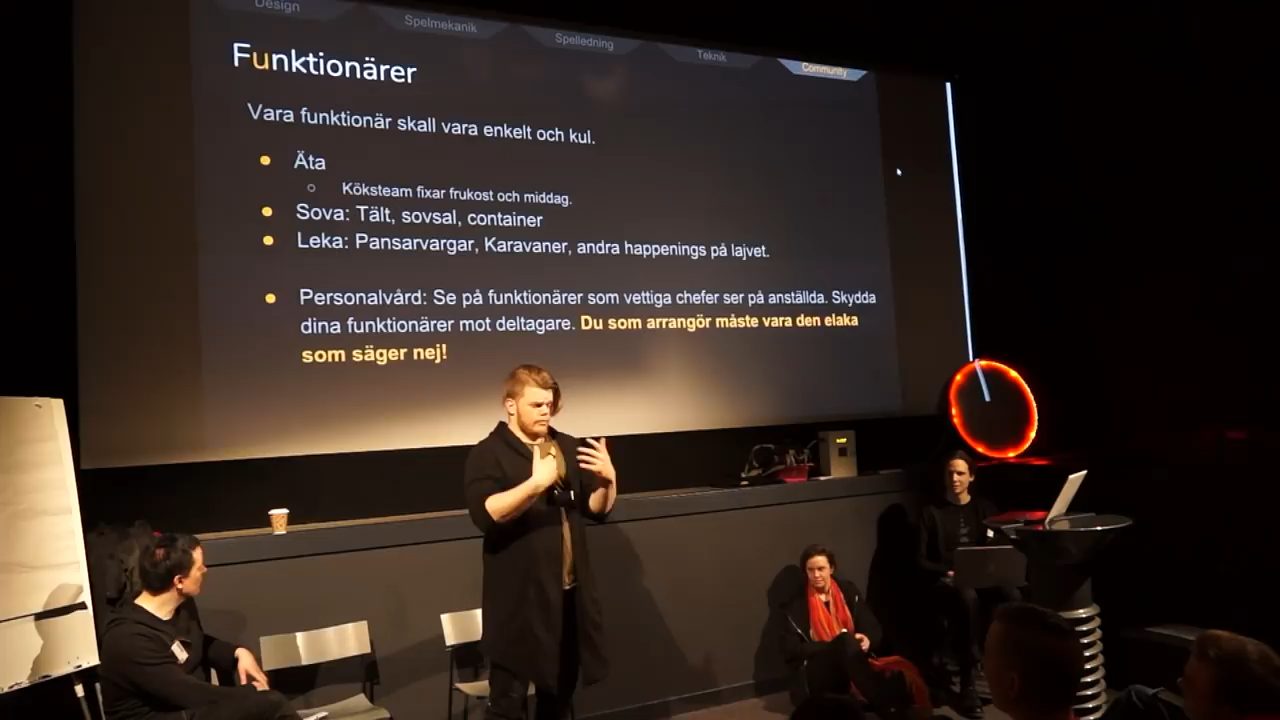 Design
Spelmekanik
Spelledning
Teknik
Community
Funktionärer
Vara funktionär skall vara enkelt och kul.
Äta
Köksteam fixar frukost och middag.
Sova: Tält, sovsal, container
Leka: Pansarvargar, Karavaner, andra happenings på lajvet.
Personalvård: Se på funktionärer som vettiga chefer ser på anställda. Skydda
dina funktionärer mot deltagare. Du som arrangör måste vara den elaka
som säger nej!